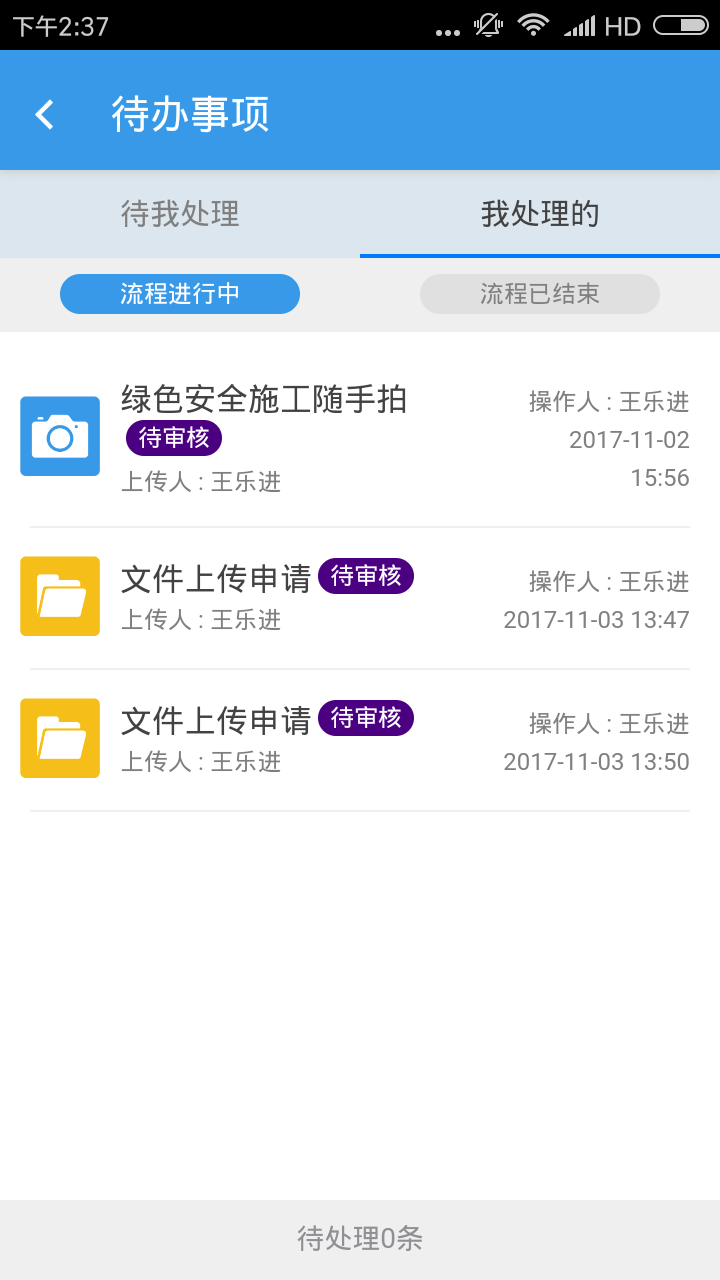 下午2:37
HD
待办事项
待我处理
我处理的
流程进行中
流程已结束
绿色安全施工随手拍
待审核
上传人 : 王乐进
操作人 : 王乐进
2017-11-02
15:56
文件上传申请 待审核
上传人 : 王乐进
操作人 : 王乐进
2017-11-03 13:47
文件上传申请 待审核
上传人 : 王乐进
操作人 : 王乐进
2017-11-03 13:50
待处理0条